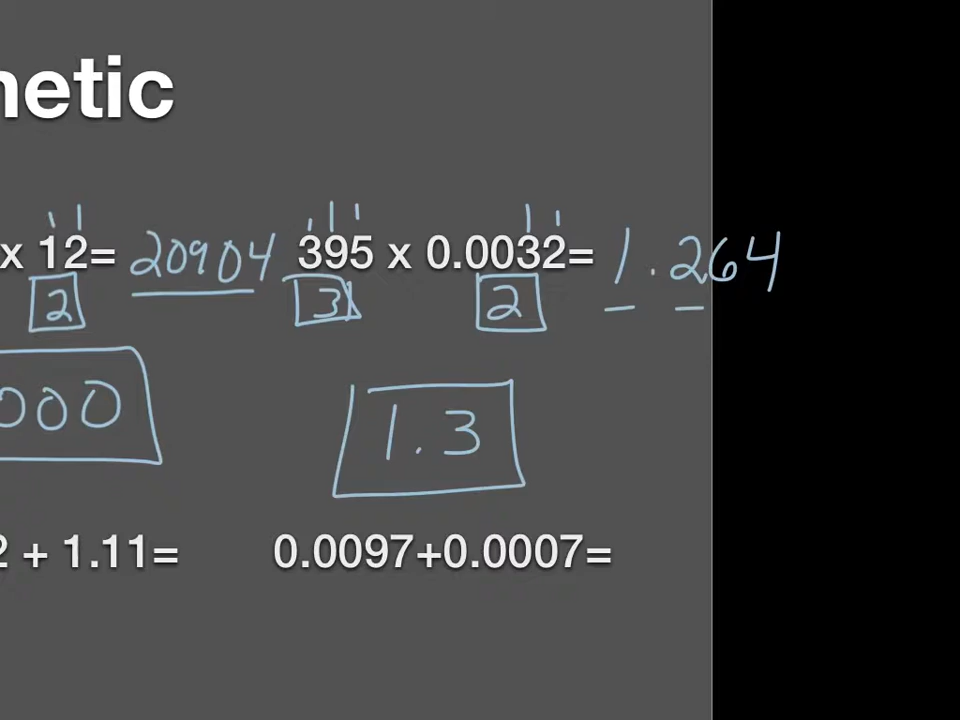 netic
x 12= 20904 395 x 0.0032= 1.264
2 3 2
000 1.3
2 + 1.11= 0.0097+0.0007=